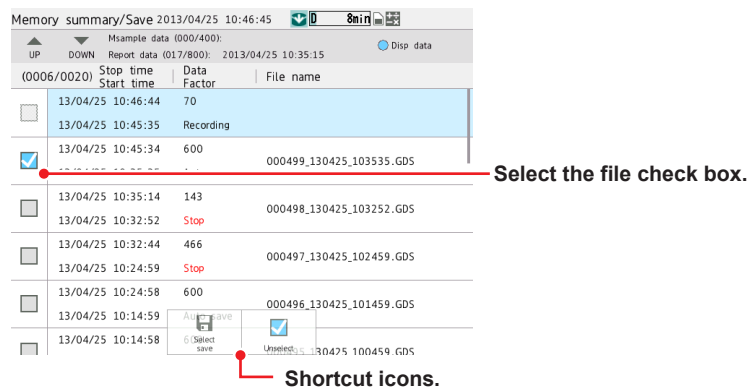 Memory summary/Save 2013/04/25 10:46:45 D 8min
UP DOWN Msample data (000/400):
Report data (017/800): 2013/04/25 10:35:15 Disp data
(0006/0020) Stop time Data File name
Start time Factor
13/04/25 10:46:44 70
13/04/25 10:45:35 Recording
13/04/25 10:45:34 600
000499_130425_103535.GDS
Select the file check box.
13/04/25 10:35:14 143
000498_130425_103252.GDS
13/04/25 10:32:52 Stop
13/04/25 10:32:44 466
000497_130425_102459.GDS
13/04/25 10:24:59 Stop
13/04/25 10:24:58 600
000496_130425_101459.GDS
13/04/25 10:14:59 Auto save
13/04/25 10:14:58
Select save
Unselect
130425_100459.GDS
Shortcut icons.